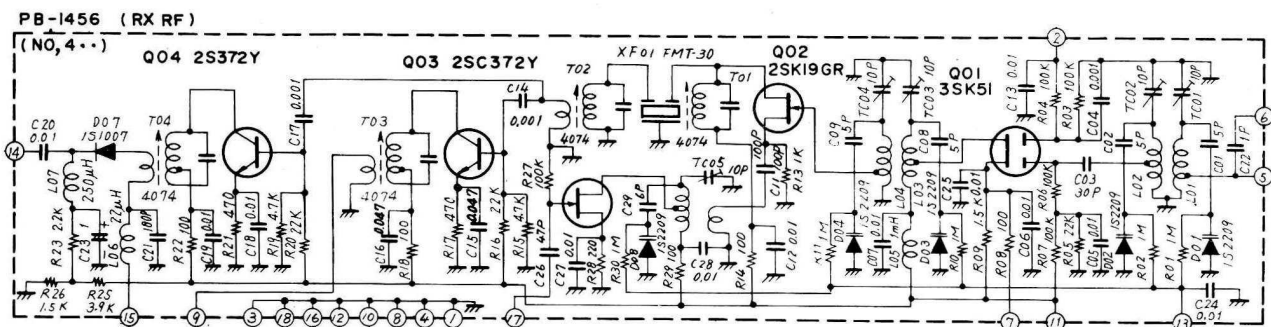 PB-1456 (RX RF)
(NO,4··)
Q04 2S372Y
Q03 2SC372Y
XF01 FMT-30
Q02
2SK19GR
Q01
3SK51
2
C20
0.01
D07
1S1007
T04
4074
C17
0.001
T03
4074
C14
0.001
T02
4074
T01
4074
TC04
10P
TC03
10P
C13 0.01
R04 100K
R03 100K
C04 0.001
TC02
10P
TC01
10P
6
14
L07
250μH
R27
100K
C11
100P
100P
R13 1K
C09
5P
L04
L03
C08
5P
C25
0.01
C02
5P
L02
L01
C01
5P
C22 1P
5
TC05
10P
C29
6P
1S2209
1S2209
1S2209
1S2209
1S2209
C03
30P
R23 2.2K
C23 1
L06 22μH
C21 100P
R22 100
C19 0.01
R21 470
C18 0.01
R19 4.7K
R20 22K
C16 0.047
R18 100
R17 470
C15 0.047
R16 22K
R15 4.7K
C26 47P
C27 0.01
R28 220
R30 1M
D08
R29 100
C28
0.01
R14 100
C12 0.01
R11 1M
D04
C07 0.01
L05 1mH
D03
R10 1M
R09 1.5K
R08 100
C06 0.01
R06 100K
R07 100K
R05 22K
C05 0.01
D02
R02 1M
R01 1M
D01
C24
0.01
R26
1.5K
R25
3.9K
15
9
3
18
16
12
10
8
4
1
17
7
11
13